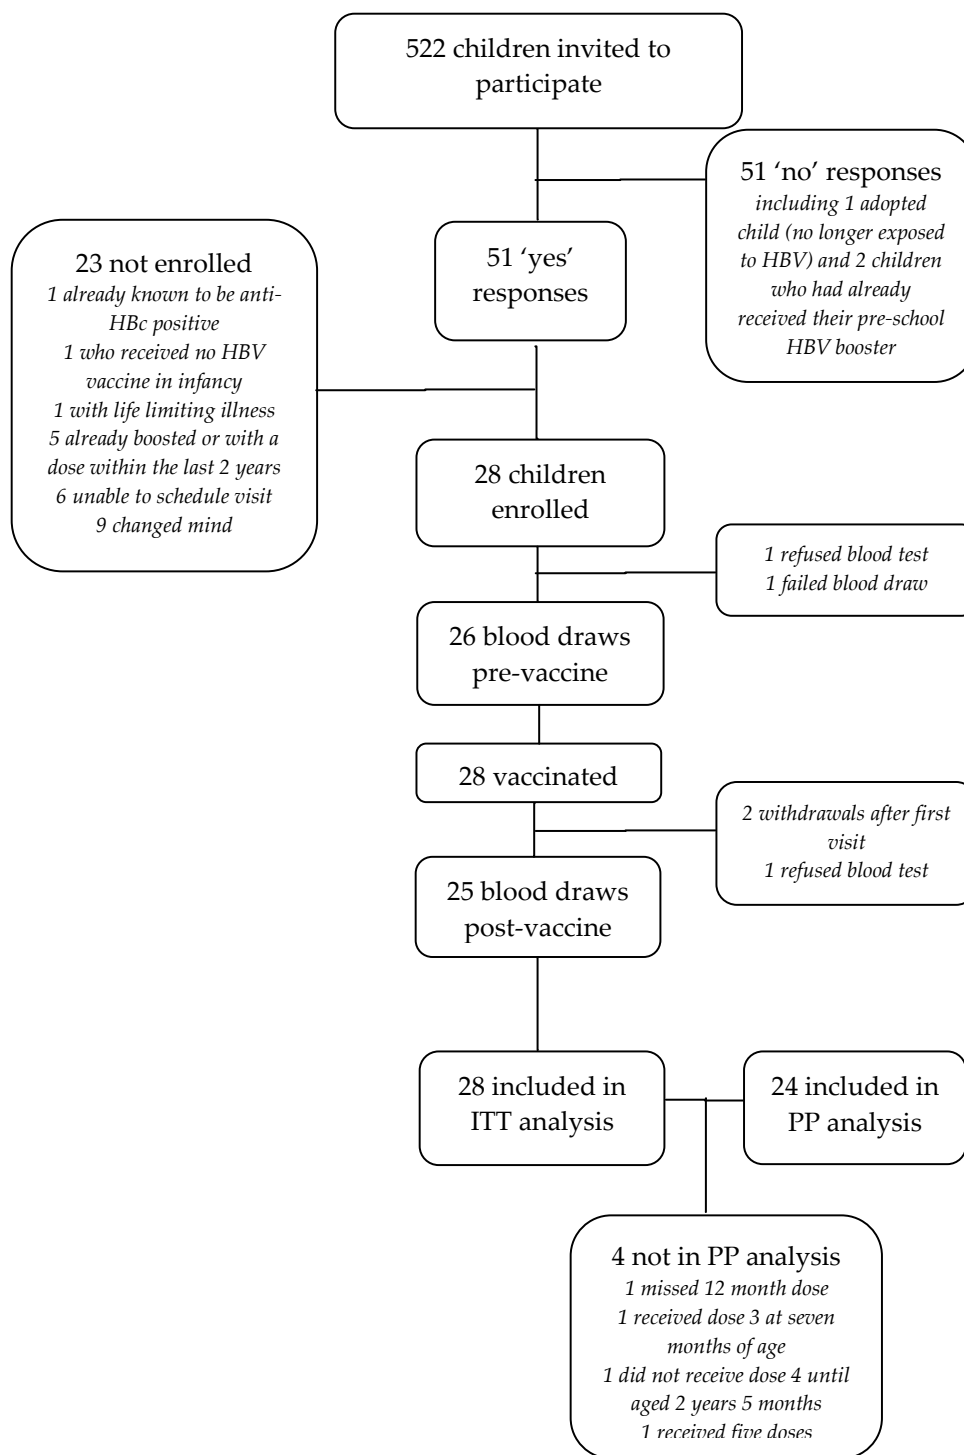 522 children invited to
participate
51 ‘no’ responses
including 1 adopted
child (no longer exposed
to HBV) and 2 children
who had already
received their pre-school
HBV booster
51 ‘yes’
responses
23 not enrolled
1 already known to be anti-
HBc positive
1 who received no HBV
vaccine in infancy
1 with life limiting illness
5 already boosted or with a
dose within the last 2 years
6 unable to schedule visit
9 changed mind
28 children
enrolled
1 refused blood test
1 failed blood draw
26 blood draws
pre-vaccine
28 vaccinated
2 withdrawals after first
visit
1 refused blood test
25 blood draws
post-vaccine
28 included in
ITT analysis
24 included in
PP analysis
4 not in PP analysis
1 missed 12 month dose
1 received dose 3 at seven
months of age
1 did not receive dose 4 until
aged 2 years 5 months
1 received five doses